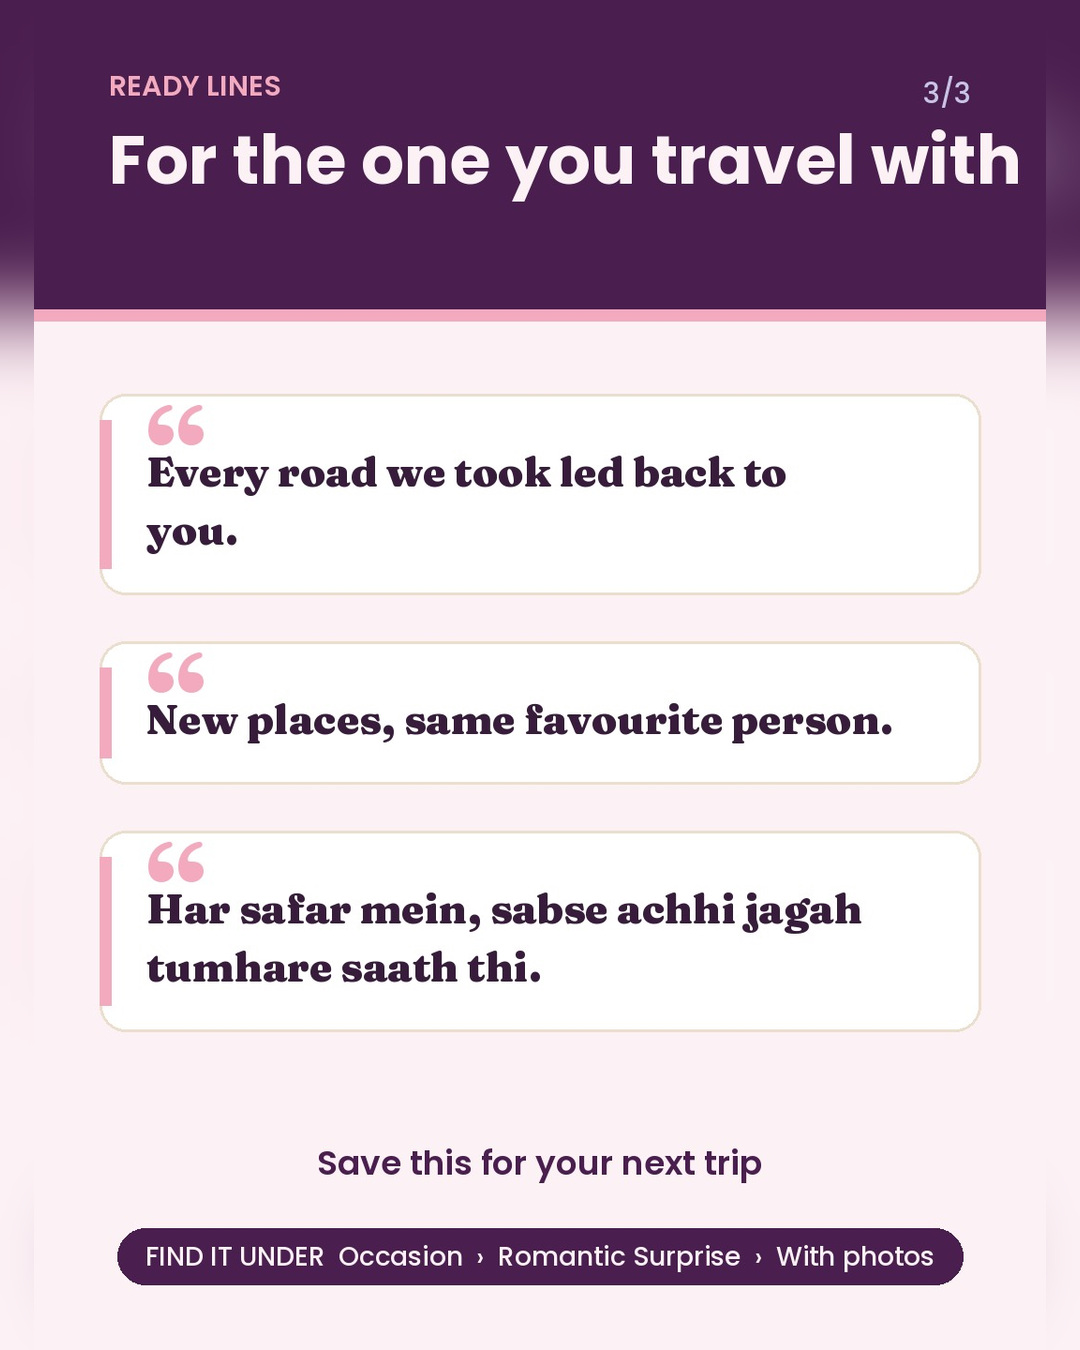 READY LINES
3/3
For the one you travel with
“
Every road we took led back to
you.
“
New places, same favourite person.
“
Har safar mein, sabse achhi jagah
tumhare saath thi.
Save this for your next trip
FIND IT UNDER Occasion › Romantic Surprise › With photos